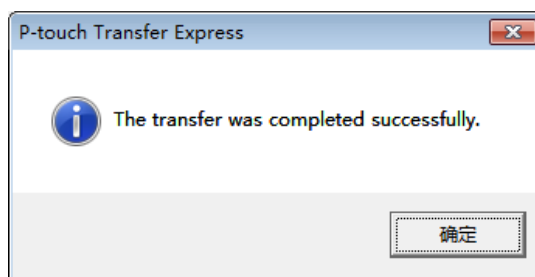 P-touch Transfer Express
The transfer was completed successfully.
确定